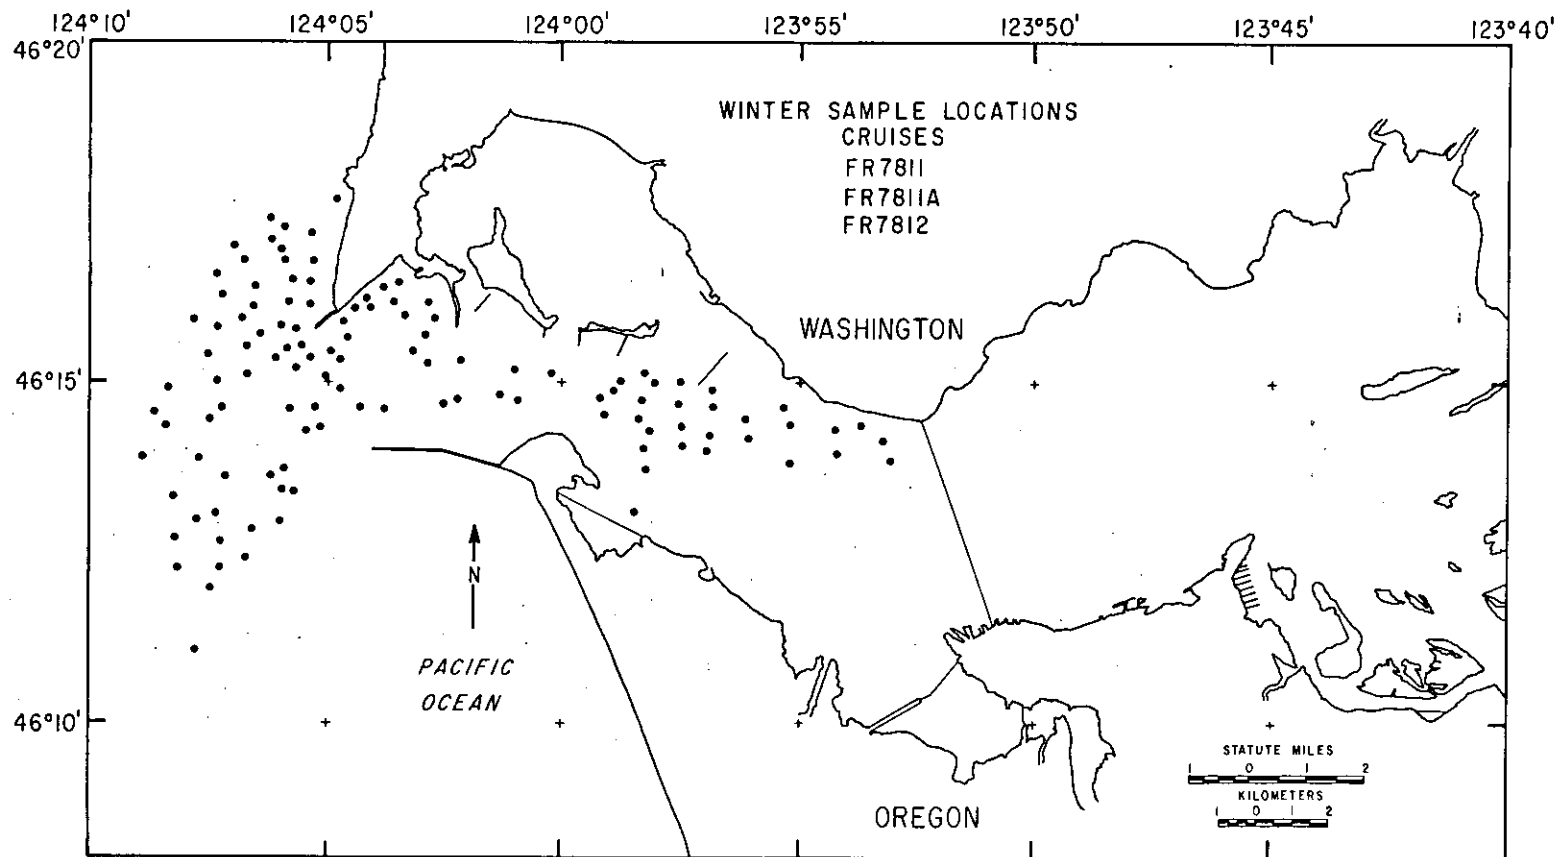 124°10' 124°05' 124°00' 123°55' 123°50' 123°45' 123°40'
46°20'
WINTER SAMPLE LOCATIONS
CRUISES
FR7811
FR7811A
FR7812
WASHINGTON
46°15'
N
PACIFIC
OCEAN
46°10'
STATUTE MILES
1 0 1 2
KILOMETERS
1 0 1 2
OREGON